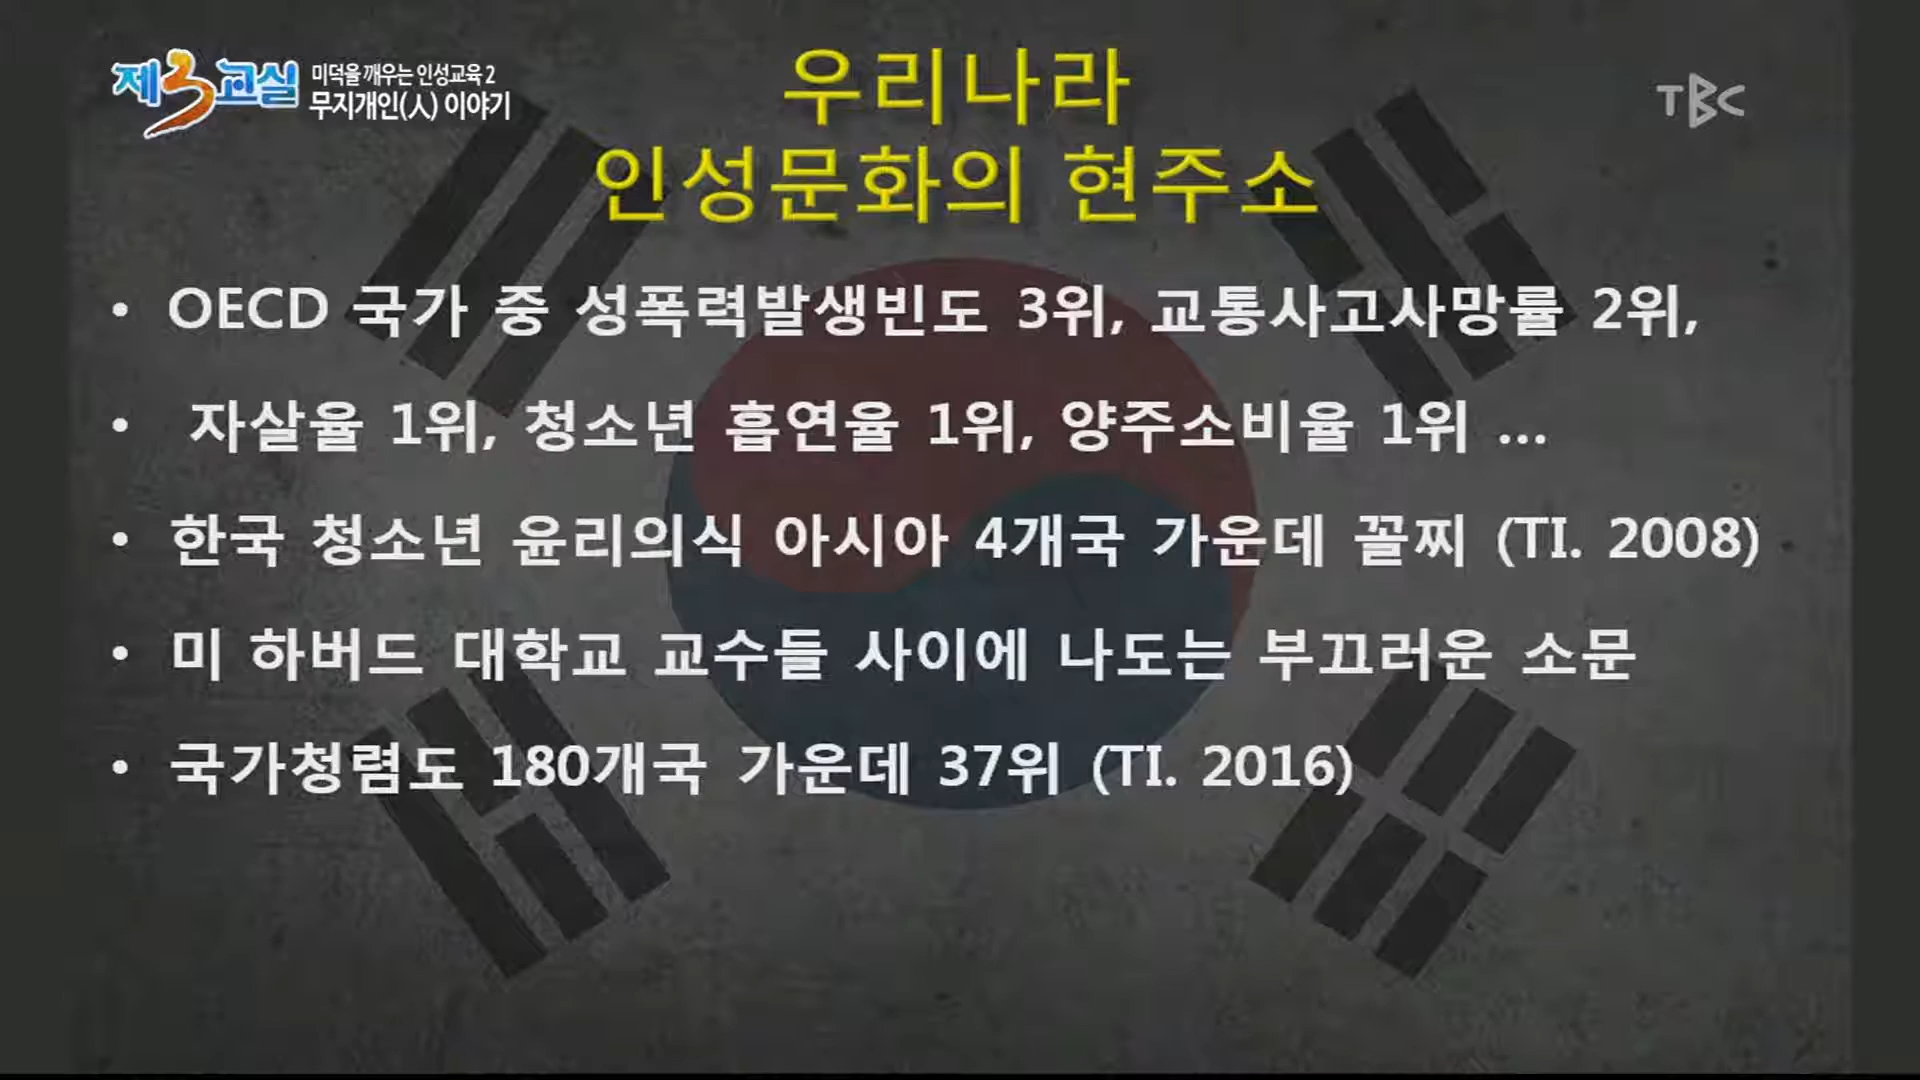 제3교실
미덕을 깨우는 인성교육 2
무지개인(人) 이야기
TBC
우리나라
인성문화의 현주소
• OECD 국가 중 성폭력발생빈도 3위, 교통사고사망률 2위,
• 자살율 1위, 청소년 흡연율 1위, 양주소비율 1위 ...
• 한국 청소년 윤리의식 아시아 4개국 가운데 꼴찌 (TI. 2008)
• 미 하버드 대학교 교수들 사이에 나도는 부끄러운 소문
• 국가청렴도 180개국 가운데 37위 (TI. 2016)